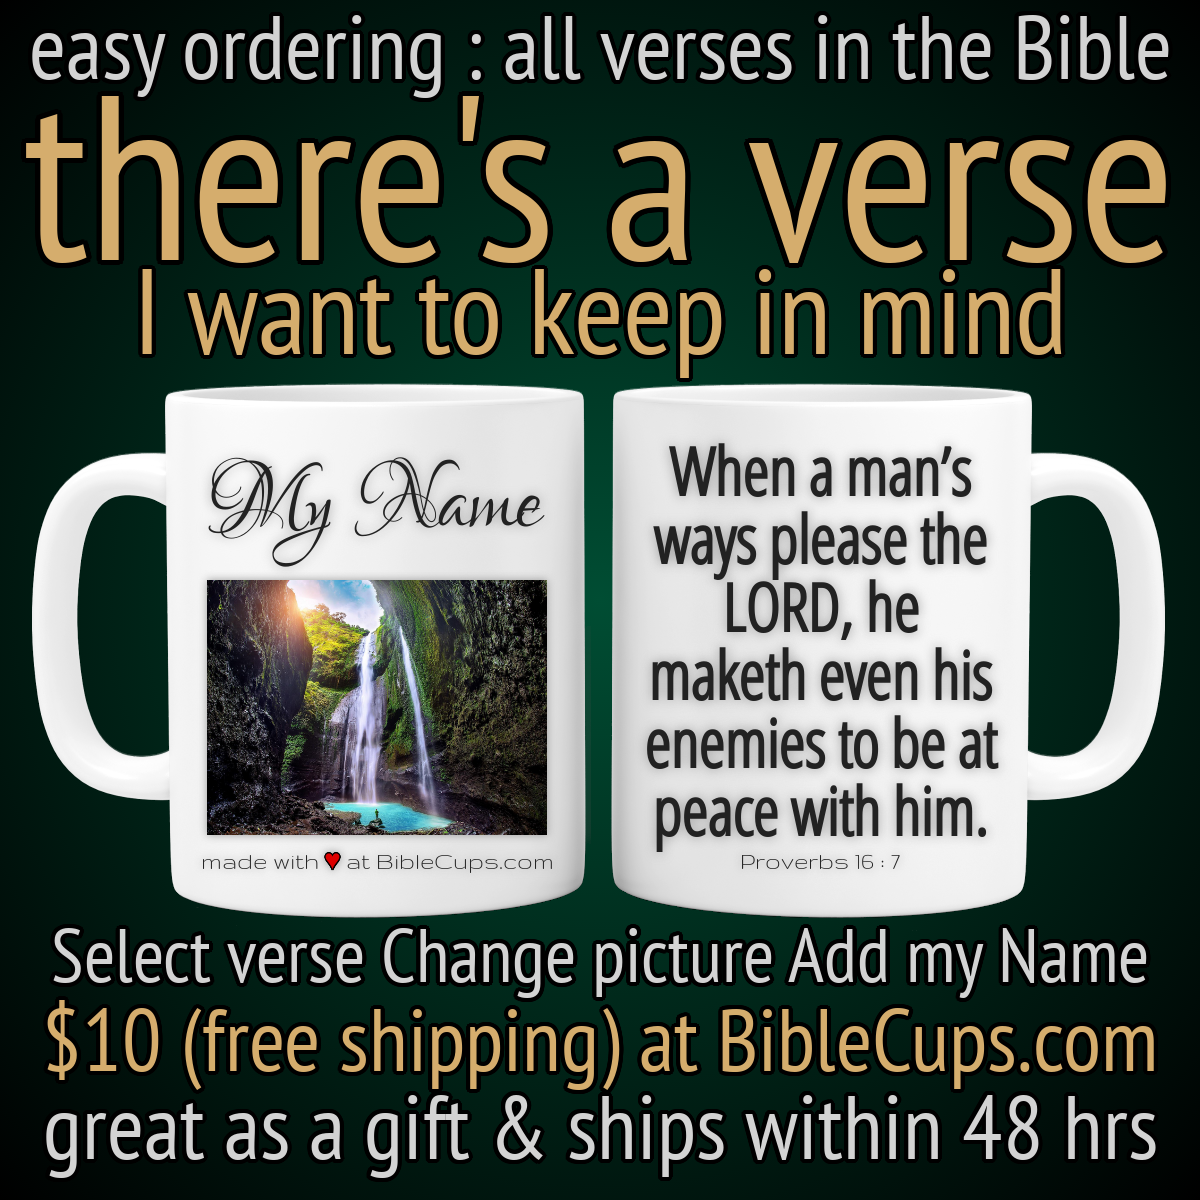 easy ordering : all verses in the Bible
there's a verse
I want to keep in mind
My Name
made with ♥ at BibleCups.com
When a man’s
ways please the
LORD, he
maketh even his
enemies to be at
peace with him.
Proverbs 16 : 7
Select verse Change picture Add my Name
$10 (free shipping) at BibleCups.com
great as a gift & ships within 48 hrs